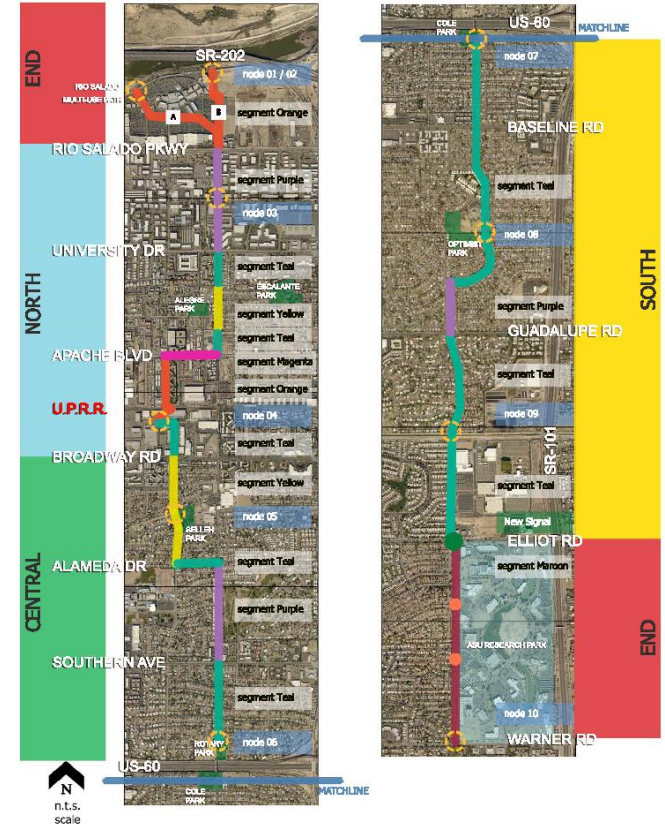 END
NORTH
CENTRAL
SR-202
node 01 / 02
RIO SALADO
MULTI-USE PATH
A
B
segment Orange
RIO SALADO PKWY
segment Purple
node 03
UNIVERSITY DR
segment Teal
ALEGRE
PARK
ESCALANTE
PARK
segment Yellow
segment Teal
APACHE BLVD
segment Magenta
segment Orange
U.P.R.R.
node 04
segment Teal
BROADWAY RD
segment Yellow
node 05
SELLEH
PARK
ALAMEDA DR
segment Teal
segment Purple
SOUTHERN AVE
segment Teal
ROTARY
PARK
node 06
US-60
MATCHLINE
COLE
PARK
N
n.t.s.
scale
COLE
PARK
US-60
MATCHLINE
node 07
BASELINE RD
segment Teal
node 08
OPTIMIST
PARK
segment Purple
GUADALUPE RD
segment Teal
node 09
SR-101
segment Teal
New Signal
ELLIOT RD
segment Maroon
ASU RESEARCH PARK
node 10
WARNER RD
SOUTH
END